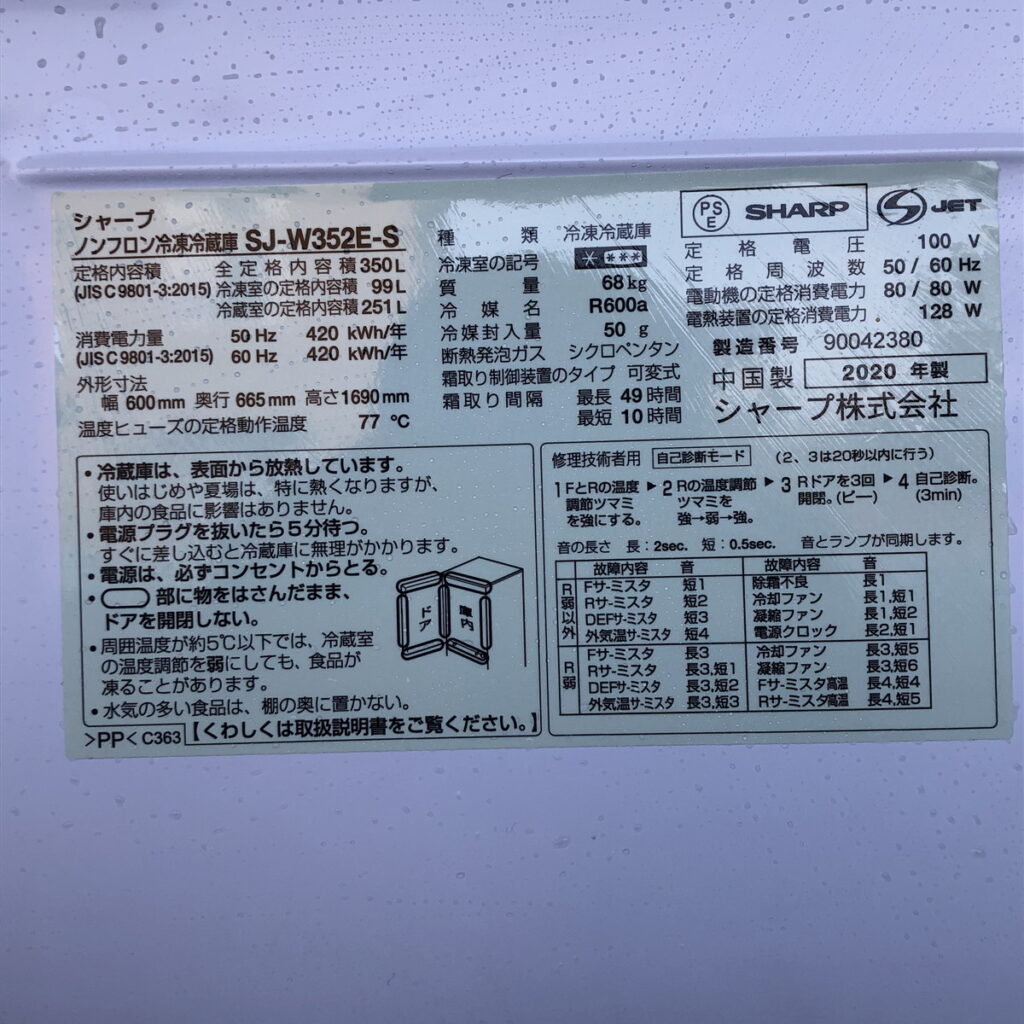 シャープ
ノンフロン冷凍冷蔵庫 SJ-W352E-S
定格内容積 全定格内容積 350L
(JIS C 9801-3:2015) 冷凍室の定格内容積 99L
冷蔵室の定格内容積 251L
消費電力量 50 Hz 420 kWh/年
(JIS C 9801-3:2015) 60 Hz 420 kWh/年
外形寸法
幅 600mm 奥行 665mm 高さ1690mm
温度ヒューズの定格動作温度 77 ℃
種類 冷凍冷蔵庫
冷凍室の記号 * ***
質量 68 kg
冷媒名 R600a
冷媒封入量 50 g
断熱発泡ガス シクロペンタン
霜取り制御装置のタイプ 可変式
霜取り間隔 最長 49時間
最短 10時間
PSE SHARP JET
定格電圧 100 V
定格周波数 50 / 60 Hz
電動機の定格消費電力 80 / 80 W
電熱装置の定格消費電力 128 W
製造番号 90042380
中国製 2020 年製
シャープ株式会社
・冷蔵庫は、表面から放熱しています。
使いはじめや夏場は、特に熱くなりますが、
庫内の食品に影響はありません。
・電源プラグを抜いたら5分待つ。
すぐに差し込むと冷蔵庫に無理がかかります。
・電源は、必ずコンセントからとる。
・部に物をはさんだまま、
ドアを開閉しない。
・周囲温度が約5℃以下では、冷蔵室
の温度調節を弱にしても、食品が
凍ることがあります。
・水気の多い食品は、棚の奥に置かない。
ドア 庫内
>PP< C363 【くわしくは取扱説明書をご覧ください。】
修理技術者用 自己診断モード (2、3は20秒以内に行う)
1 FとRの温度調節ツマミを強にする。 ▶ 2 Rの温度調節ツマミを強→弱→強。 ▶ 3 Rドアを3回開閉。(ピー) ▶ 4 自己診断。(3min)
音の長さ 長：2sec. 短：0.5sec. 音とランプが同期します。
故障内容 音 故障内容 音
R弱以外 Fサ-ミスタ 短1 除霜不良 長1
Rサ-ミスタ 短2 冷却ファン 長1,短1
DEFサ-ミスタ 短3 凝縮ファン 長1,短2
外気温サ-ミスタ 短4 電源クロック 長2,短1
R弱 Fサ-ミスタ 長3 冷却ファン 長3,短5
Rサ-ミスタ 長3,短1 凝縮ファン 長3,短6
DEFサ-ミスタ 長3,短2 Fサ-ミスタ高温 長4,短4
外気温サ-ミスタ 長3,短3 Rサ-ミスタ高温 長4,短5